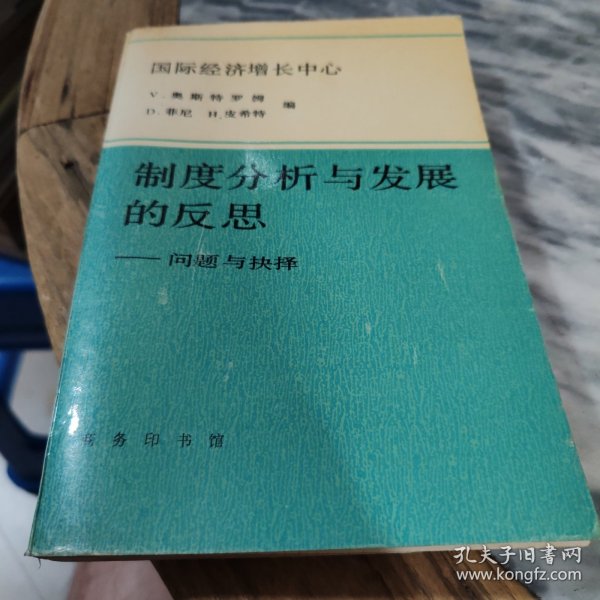 国际经济增长中心
V. 奥斯特罗姆
D. 菲尼 H. 皮希特 编
制度分析与发展
的反思
——问题与抉择
商务印书馆
孔夫子旧书网
www.kongfz.com